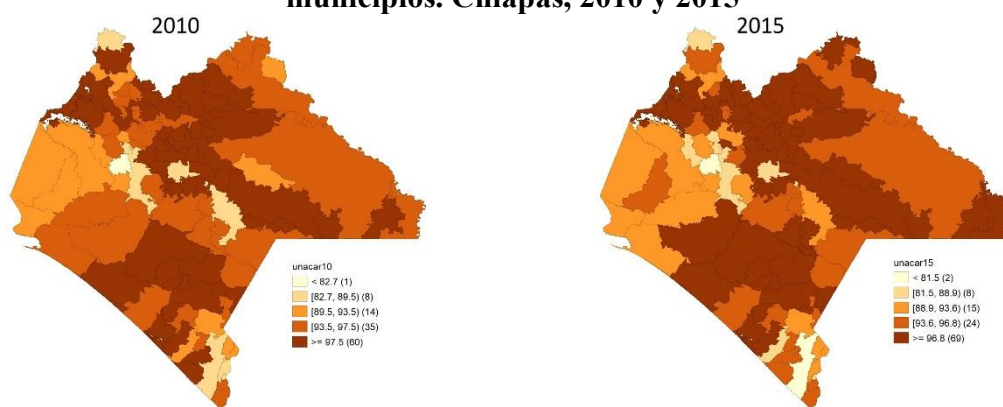 municipios. Chiapas, 2010 y 2015
2010
2015
unacar10
< 82.7 (1)
[82.7, 89.5) (8)
[89.5, 93.5) (14)
[93.5, 97.5) (35)
>= 97.5 (60)
unacar15
< 81.5 (2)
[81.5, 88.9) (8)
[88.9, 93.6) (15)
[93.6, 96.8) (24)
>= 96.8 (69)